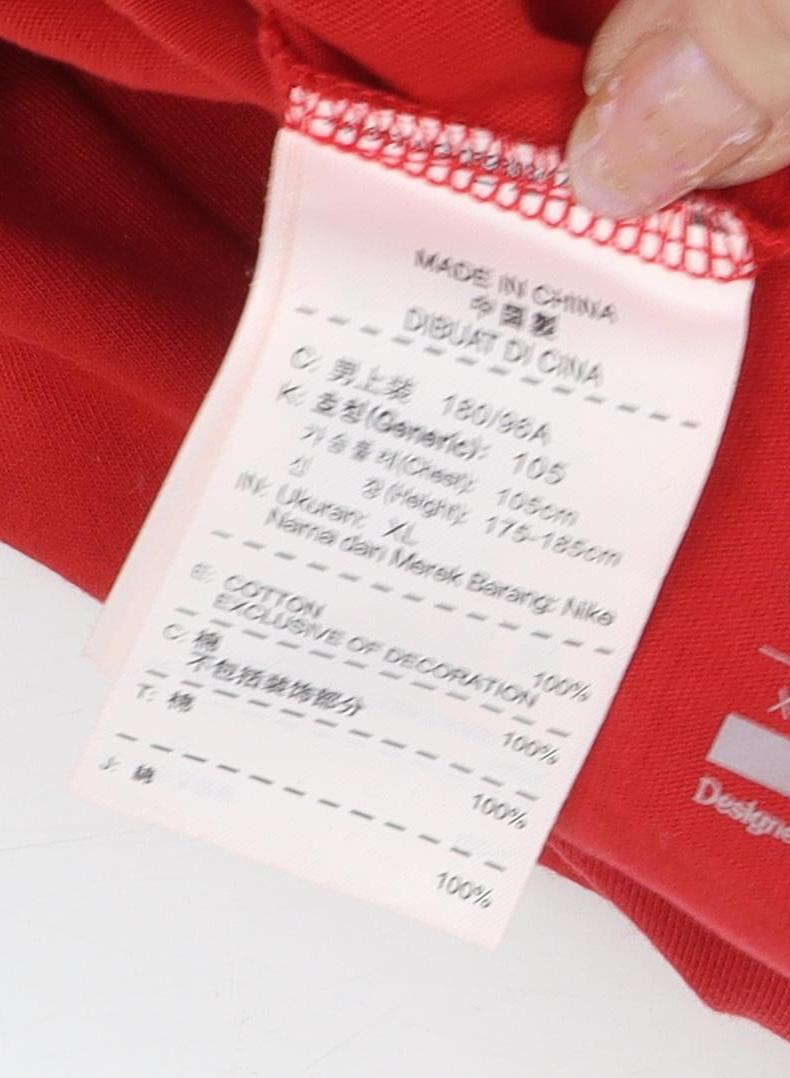 MADE IN CHINA
中國製
DIBUAT DI CINA
C: 男上装 180/96A
K: 호칭(Generic): 105
가슴둘레(Chest): 105cm
신 장(Height): 175-185cm
IN: Ukuran: XL
Nama dan Merek Barang: Nike
E: COTTON 100%
EXCLUSIVE OF DECORATION
C: 棉 100%
不包括装饰部分
T: 棉 100%
J: 綿 100%
X
Designe